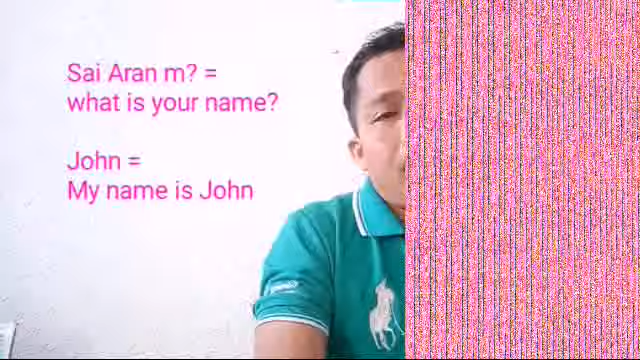 Sai Aran m? =
what is your name?
John =
My name is John